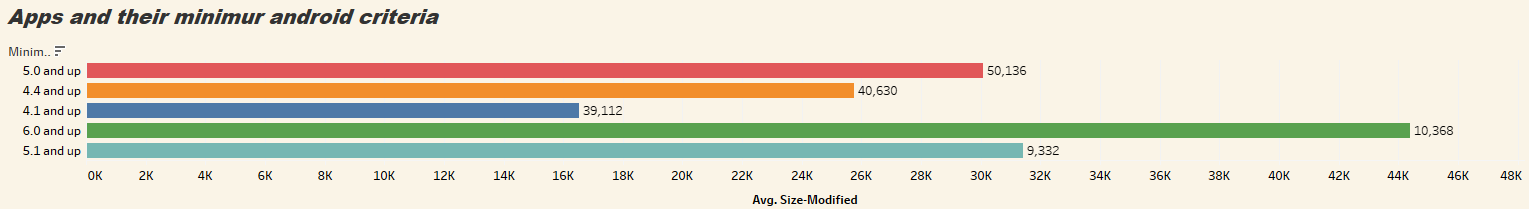 Apps and their minimur android criteria
Minim..
5.0 and up 50,136
4.4 and up 40,630
4.1 and up 39,112
6.0 and up 10,368
5.1 and up 9,332
0K 2K 4K 6K 8K 10K 12K 14K 16K 18K 20K 22K 24K 26K 28K 30K 32K 34K 36K 38K 40K 42K 44K 46K 48K
Avg. Size-Modified